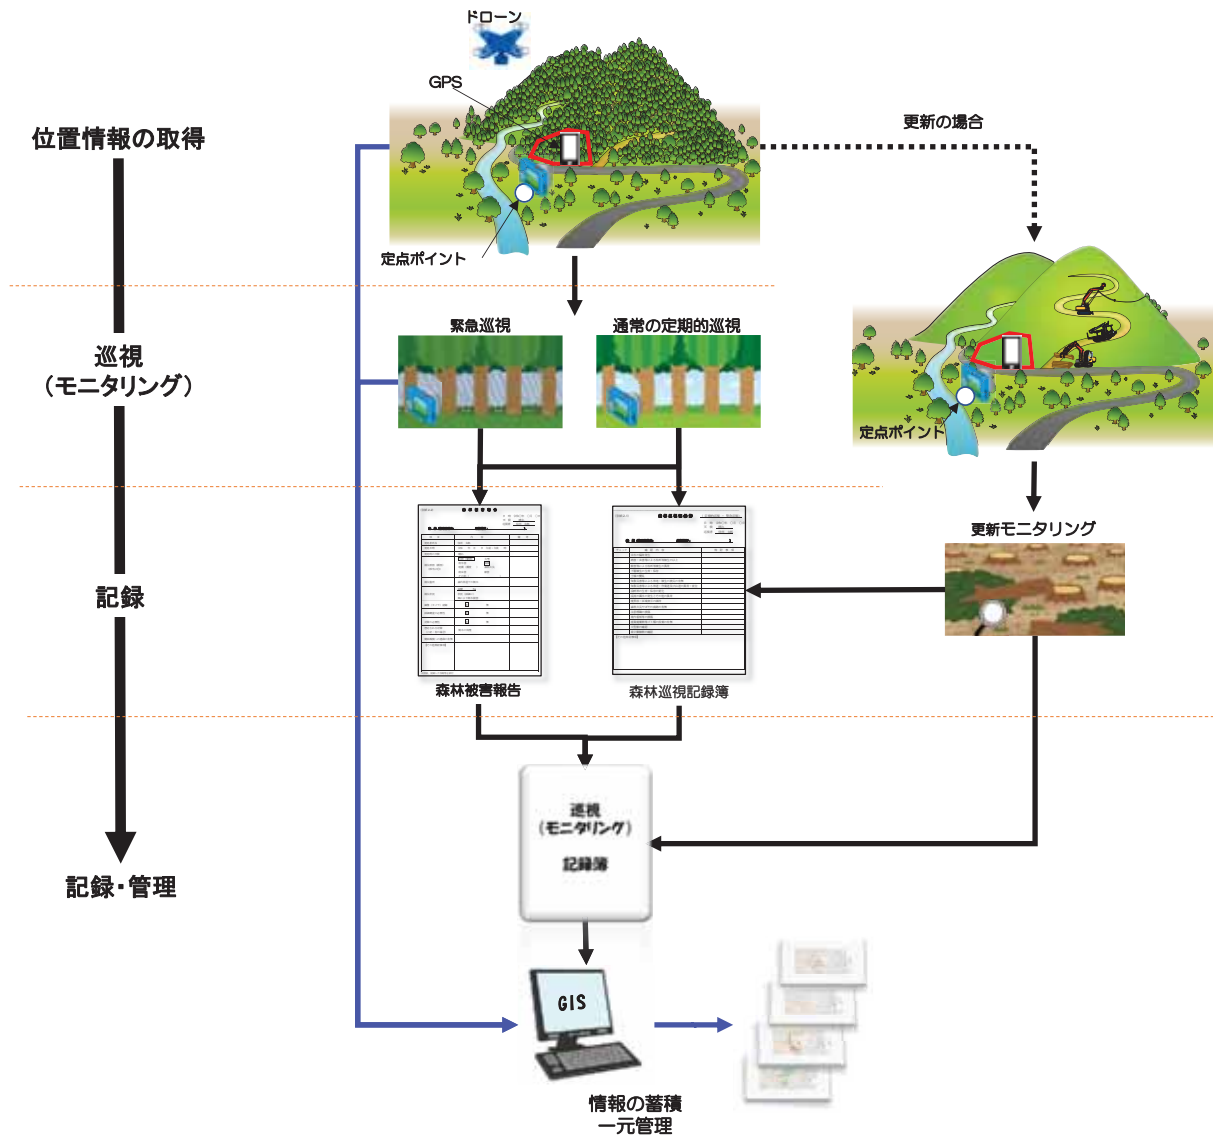 ドローン
GPS
位置情報の取得
更新の場合
定点ポイント
緊急巡視
通常の定期的巡視
巡視
（モニタリング）
定点ポイント
更新モニタリング
記録
森林被害報告
森林巡視記録簿
巡視
（モニタリング）
記録簿
記録・管理
GIS
情報の蓄積
一元管理